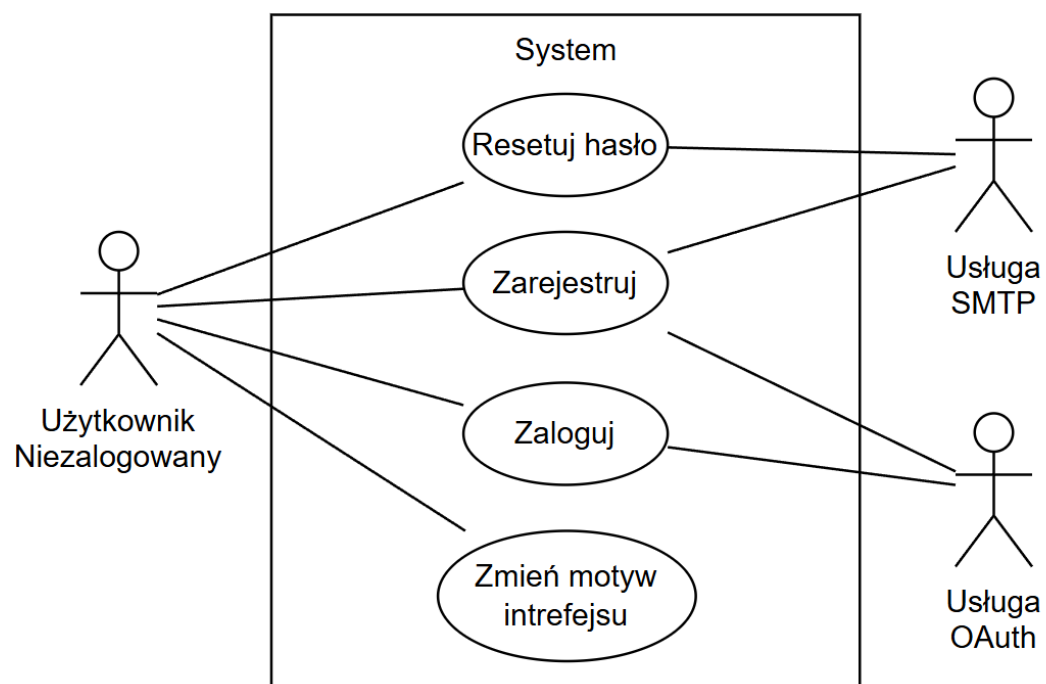 System
Resetuj hasło
Zarejestruj
Zaloguj
Zmień motyw
intrefejsu
Użytkownik
Niezalogowany
Usługa
SMTP
Usługa
OAuth